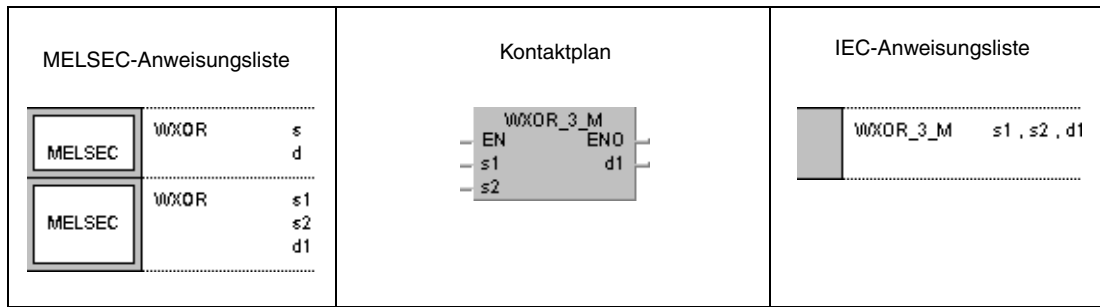 MELSEC-Anweisungsliste
MELSEC
WXOR s
d
MELSEC
WXOR s1
s2
d1
Kontaktplan
WXOR_3_M
EN ENO
s1 d1
s2
IEC-Anweisungsliste
WXOR_3_M s1 , s2 , d1